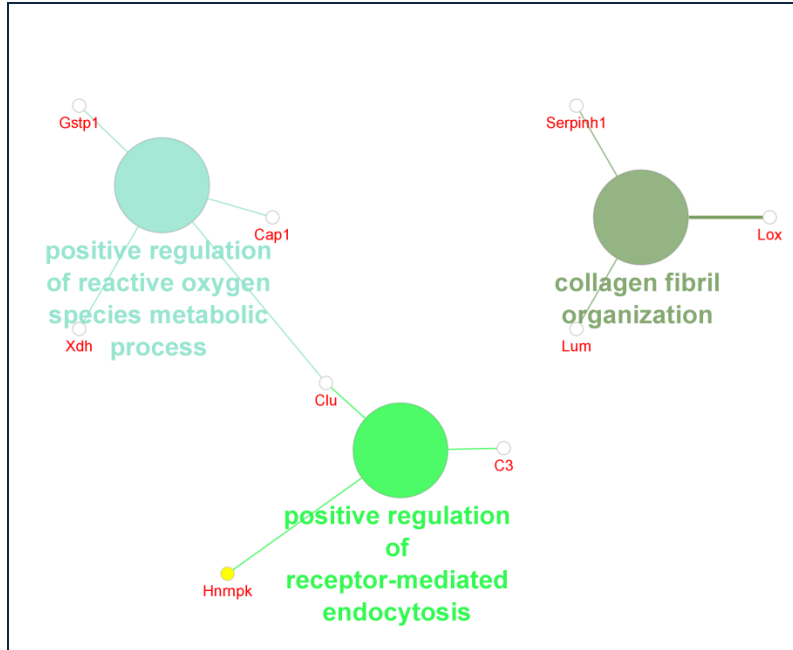 Gstp1
Serpinh1
Cap1
Lox
positive regulation
of reactive oxygen
species metabolic
process
collagen fibril
organization
Xdh
Lum
Clu
C3
positive regulation
of
receptor-mediated
endocytosis
Hnrnpk